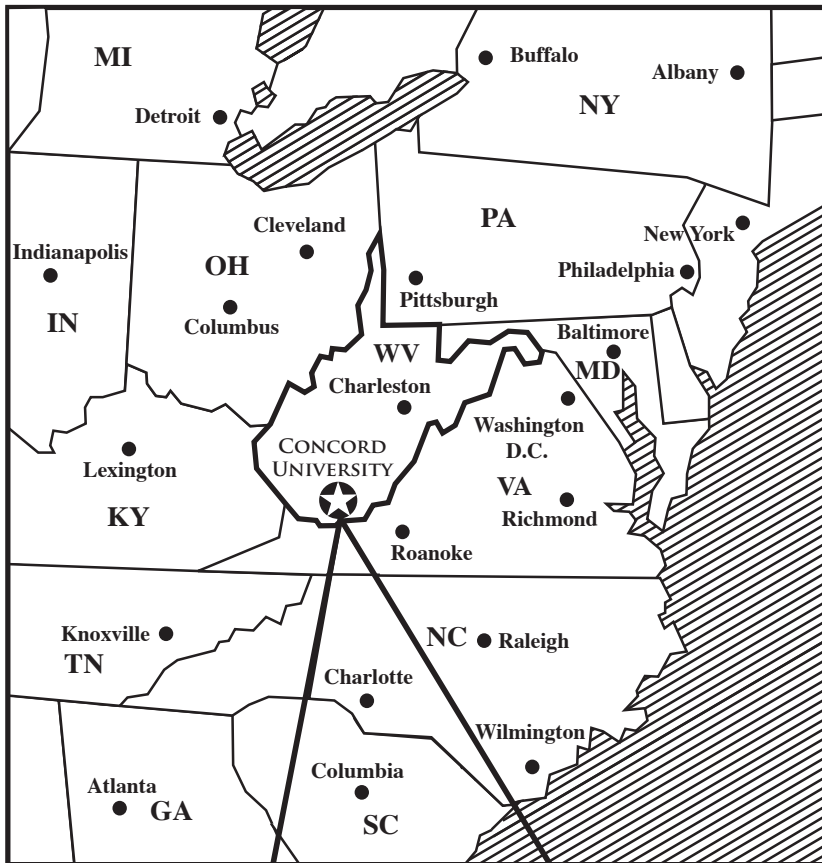 MI
Buffalo
Albany
Detroit
NY
Cleveland
PA
New York
Indianapolis
OH
Philadelphia
Pittsburgh
IN
Columbus
WV
Baltimore
MD
Charleston
Washington
D.C.
CONCORD
UNIVERSITY
Lexington
VA
KY
Richmond
Roanoke
Knoxville
NC
Raleigh
TN
Charlotte
Wilmington
Columbia
Atlanta
GA
SC